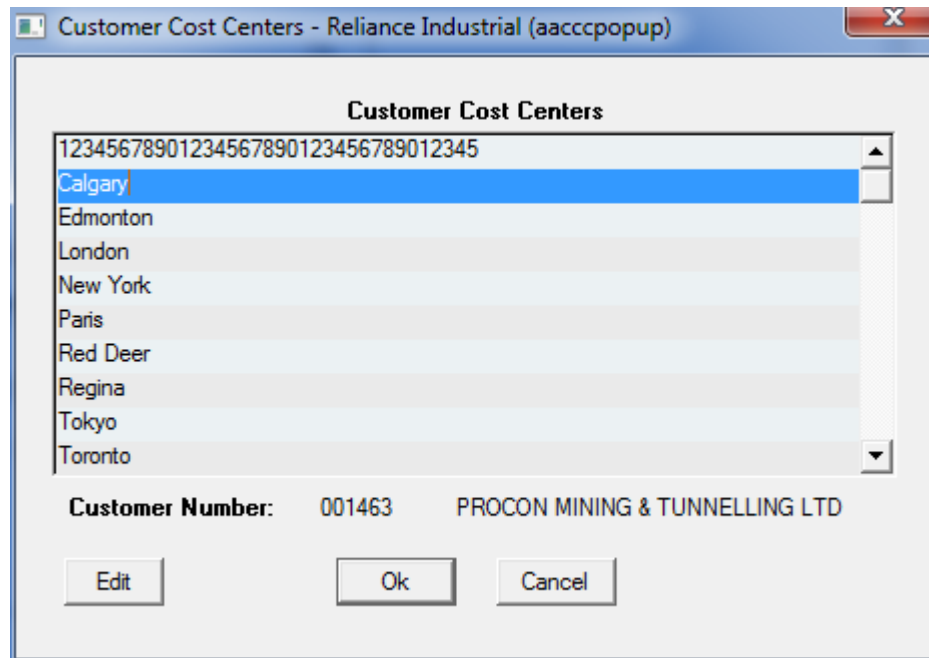 Customer Cost Centers - Reliance Industrial (aacccpopup)
Customer Cost Centers
12345678901234567890123456789012345
Calgary
Edmonton
London
New York
Paris
Red Deer
Regina
Tokyo
Toronto
Customer Number: 001463 PROCON MINING & TUNNELLING LTD
Edit Ok Cancel